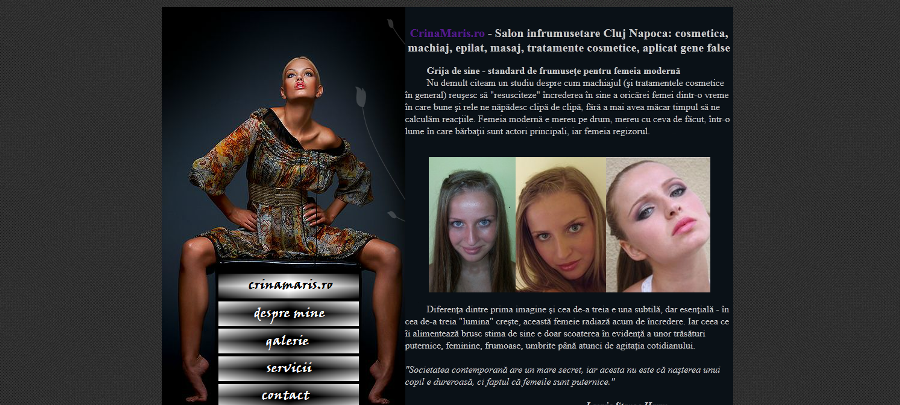 CrinaMaris.ro - Salon infrumusetare Cluj Napoca: cosmetica,
machiaj, epilat, masaj, tratamente cosmetice, aplicat gene false
Grija de sine - standard de frumuseţe pentru femeia modernă
Nu demult citeam un studiu despre cum machiajul (şi tratamentele cosmetice
în general) reuşesc să "resusciteze" încrederea în sine a oricărei femei dintr-o vreme
în care bune şi rele ne năpădesc clipă de clipă, fără a mai avea măcar timpul să ne
calculăm reacţiile. Femeia modernă e mereu pe drum, mereu cu ceva de făcut, într-o
lume în care bărbaţii sunt actori principali, iar femeia regizorul.
Diferenţa dintre prima imagine şi cea de-a treia e una subtilă, dar esenţială - în
cea de-a treia "lumina" creşte, această femeie radiază acum de încredere. Iar ceea ce
îi alimentează brusc stima de sine e doar scoaterea în evidenţă a unor trăsături
puternice, feminine, frumoase, umbrite până atunci de agitaţia cotidianului.
"Societatea contemporană are un mare secret, iar acesta nu este că naşterea unui
copil e dureroasă, ci faptul că femeile sunt puternice."
crinamaris.ro
despre mine
galerie
servicii
contact